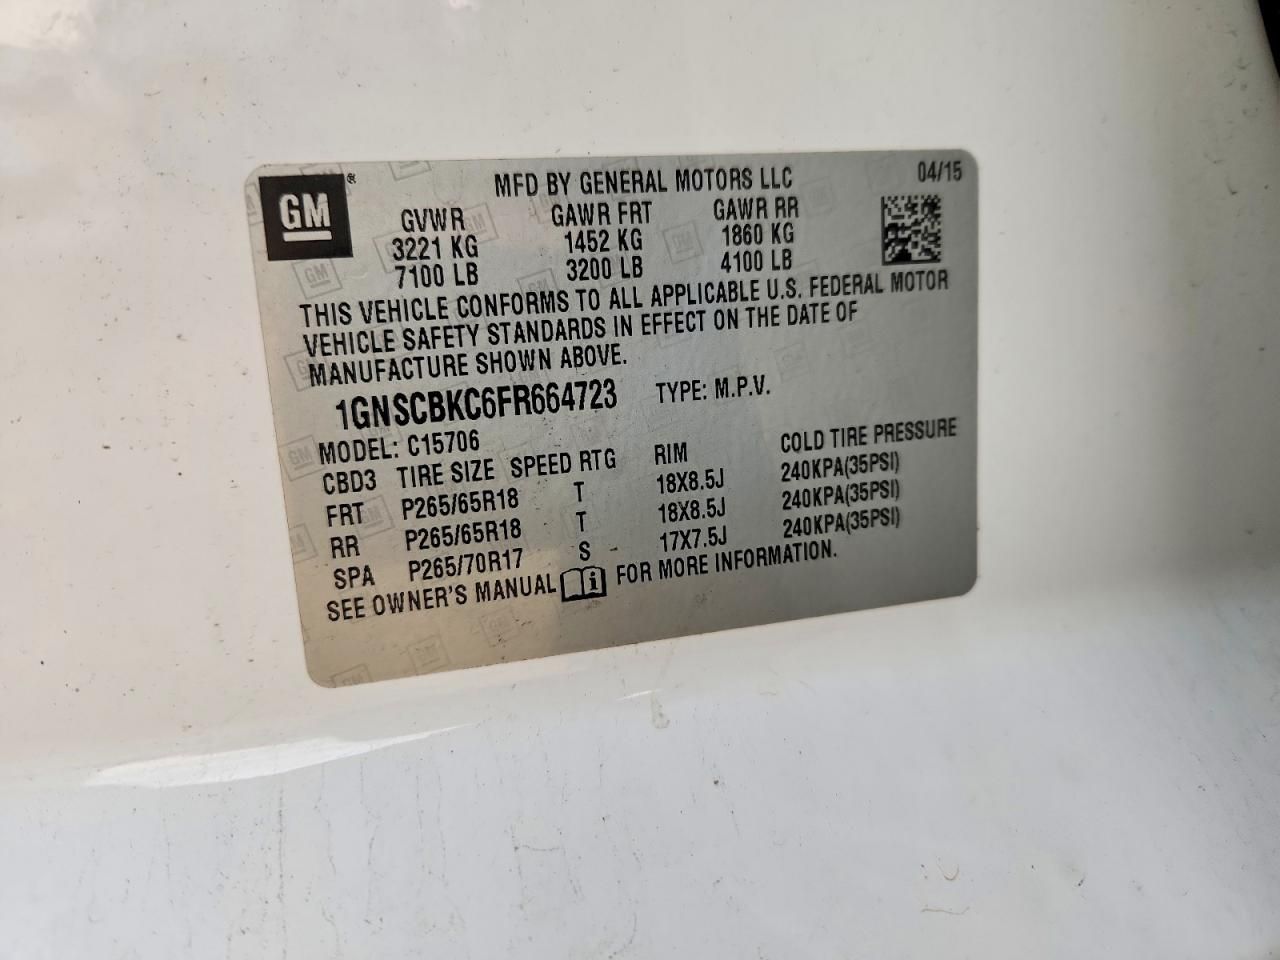 GM ®
MFD BY GENERAL MOTORS LLC 04/15
GVWR GAWR FRT GAWR RR
3221 KG 1452 KG 1860 KG
7100 LB 3200 LB 4100 LB
THIS VEHICLE CONFORMS TO ALL APPLICABLE U.S. FEDERAL MOTOR
VEHICLE SAFETY STANDARDS IN EFFECT ON THE DATE OF
MANUFACTURE SHOWN ABOVE.
1GNSCBKC6FR664723 TYPE: M.P.V.
MODEL: C15706
CBD3 TIRE SIZE SPEED RTG RIM COLD TIRE PRESSURE
FRT P265/65R18 T 18X8.5J 240KPA(35PSI)
RR P265/65R18 T 18X8.5J 240KPA(35PSI)
SPA P265/70R17 S 17X7.5J 240KPA(35PSI)
SEE OWNER'S MANUAL i FOR MORE INFORMATION.